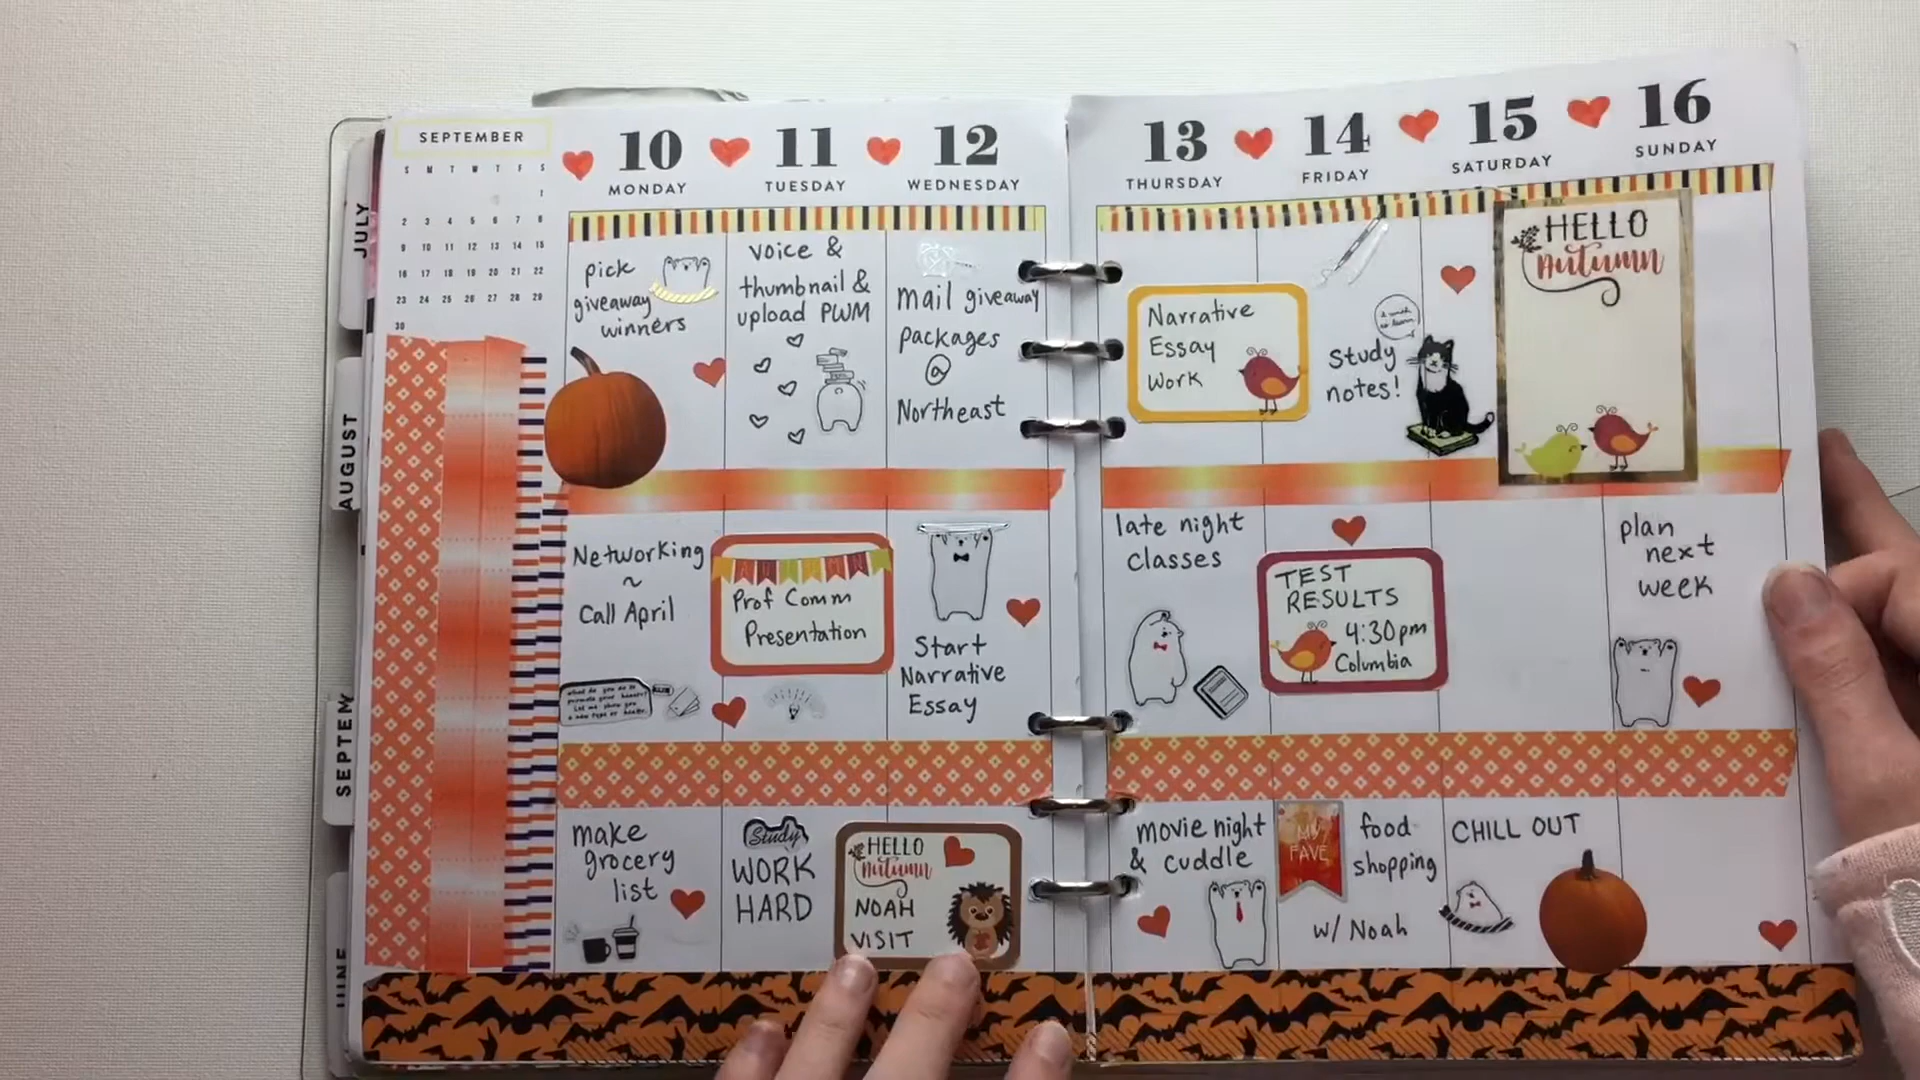 SEPTEMBER
S M T W T F S
1
2 3 4 5 6 7 8
9 10 11 12 13 14 15
16 17 18 19 20 21 22
23 24 25 26 27 28 29
30
JULY
AUGUST
SEPTEM
JUNE
10
MONDAY
pick
giveaway
winners
Networking
~
Call April
make
grocery
list
11
TUESDAY
voice &
thumbnail &
upload PWM
Prof Comm
Presentation
Study
WORK
HARD
12
WEDNESDAY
Mail giveaway
packages
@
Northeast
Start
Narrative
Essay
HELLO
Autumn
NOAH
VISIT
13
THURSDAY
Narrative
Essay
Work
late night
classes
movie night
& cuddle
14
FRIDAY
Study
notes!
TEST
RESULTS
4:30pm
Columbia
MY
FAVE
food
shopping
w/ Noah
15
SATURDAY
HELLO
Autumn
CHILL OUT
16
SUNDAY
plan
next
week